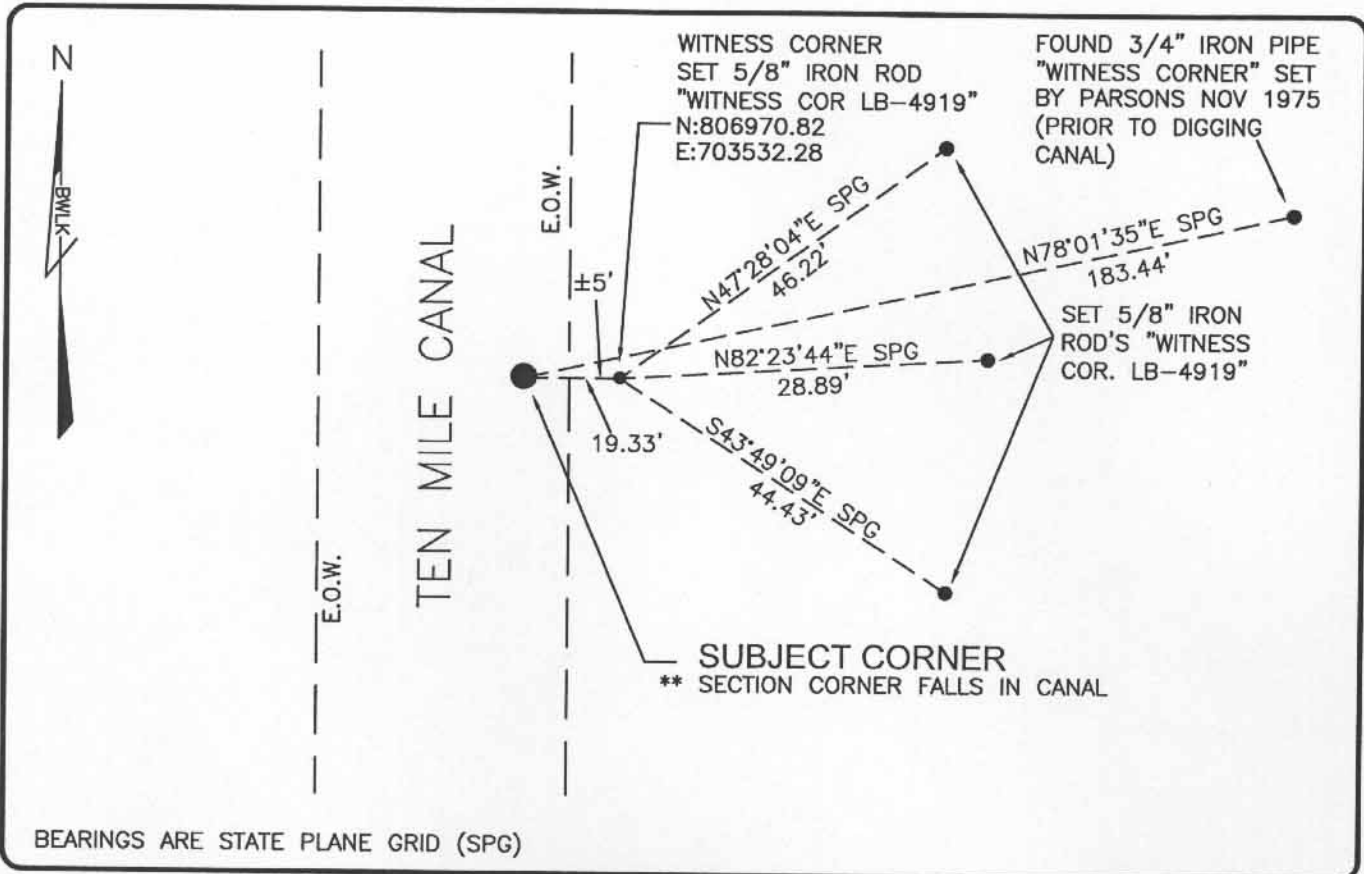 N
BWLK
WITNESS CORNER
SET 5/8" IRON ROD
"WITNESS COR LB-4919"
N:806970.82
E:703532.28
FOUND 3/4" IRON PIPE
"WITNESS CORNER" SET
BY PARSONS NOV 1975
(PRIOR TO DIGGING
CANAL)
E.O.W.
±5'
TEN MILE CANAL
N47°28'04"E SPG
46.22'
N78°01'35"E SPG
183.44'
N82°23'44"E SPG
28.89'
SET 5/8" IRON
ROD'S "WITNESS
COR. LB-4919"
19.33'
S43°49'09"E SPG
44.43'
E.O.W.
SUBJECT CORNER
** SECTION CORNER FALLS IN CANAL
BEARINGS ARE STATE PLANE GRID (SPG)